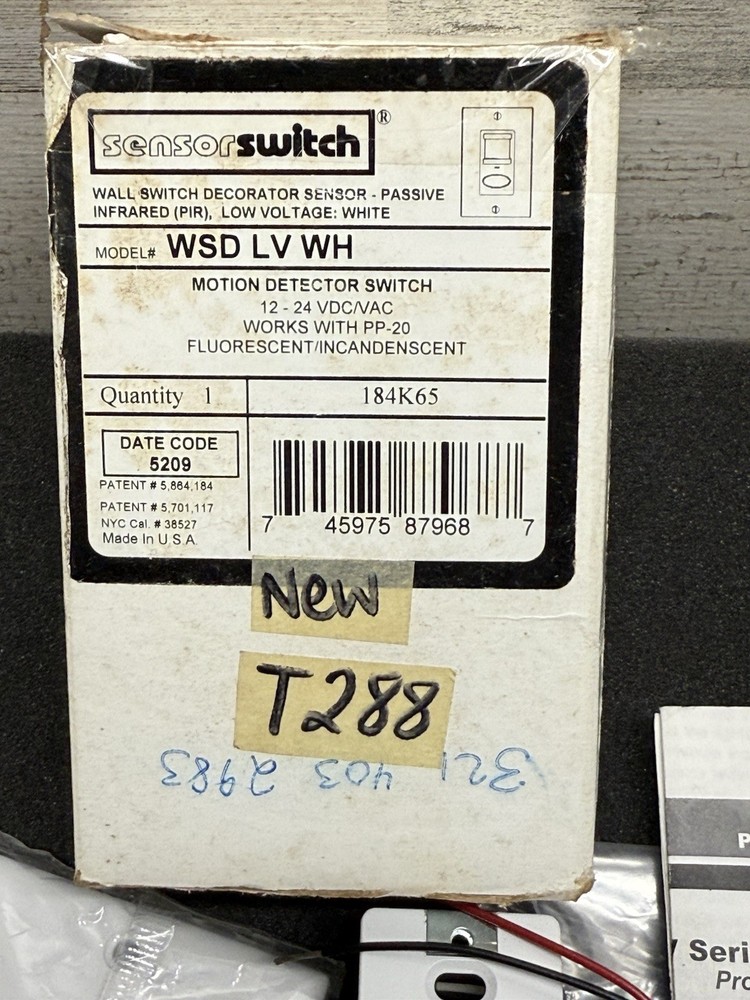 sensorswitch®
WALL SWITCH DECORATOR SENSOR - PASSIVE
INFRARED (PIR), LOW VOLTAGE: WHITE
MODEL# WSD LV WH
MOTION DETECTOR SWITCH
12 - 24 VDC/VAC
WORKS WITH PP-20
FLUORESCENT/INCANDENSCENT
Quantity 1
184K65
DATE CODE
5209
PATENT # 5,864,184
PATENT # 5,701,117
NYC Cal. # 38527
Made In U.S.A.
7 45975 87968 7
New
T288
321 403 2983
P
Seri
Pro